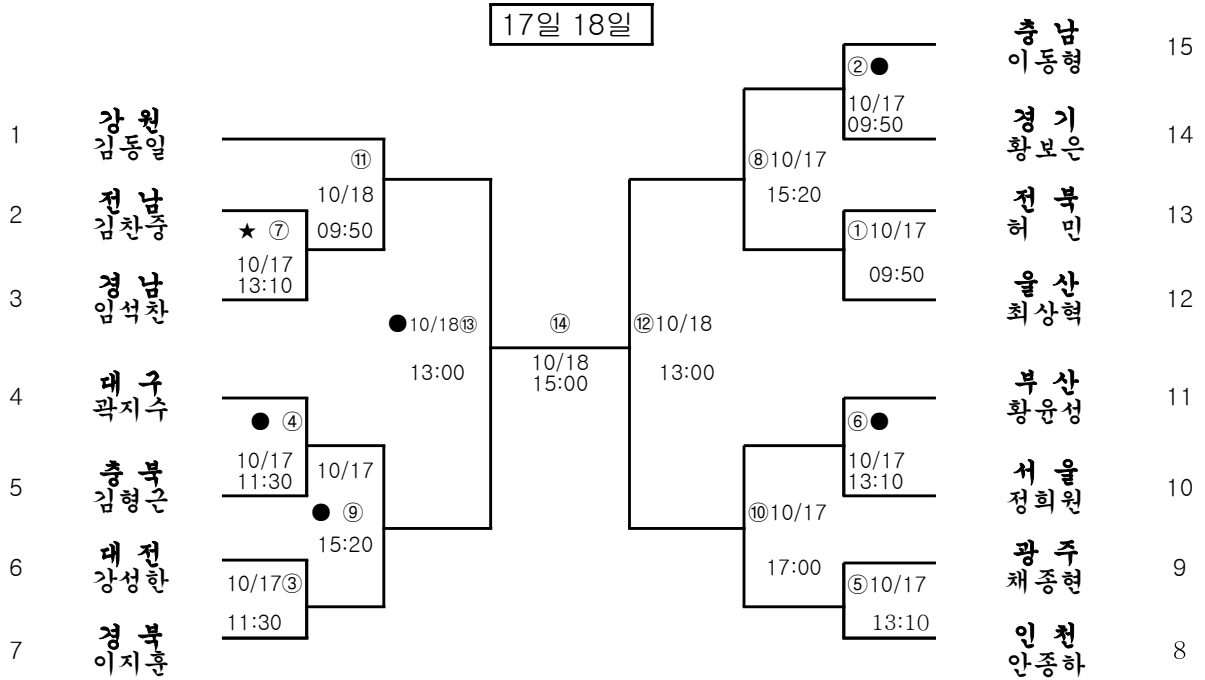 17일 18일
1
강 원
김동일
2
전 남
김찬중
3
경 남
임석찬
4
대 구
곽지수
5
충 북
김형근
6
대 전
강성한
7
경 북
이지훈
★ ⑦
10/17
13:10
● ④
10/17
11:30
10/17③
11:30
⑪
10/18
09:50
10/17
● ⑨
15:20
●10/18⑬
13:00
⑭
10/18
15:00
⑫10/18
13:00
⑧10/17
15:20
⑩10/17
17:00
②●
10/17
09:50
①10/17
09:50
⑥●
10/17
13:10
⑤10/17
13:10
충 남
이동형
15
경 기
황보은
14
전 북
허 민
13
울 산
최상혁
12
부 산
황윤성
11
서 울
정희원
10
광 주
채종현
9
인 천
안종하
8